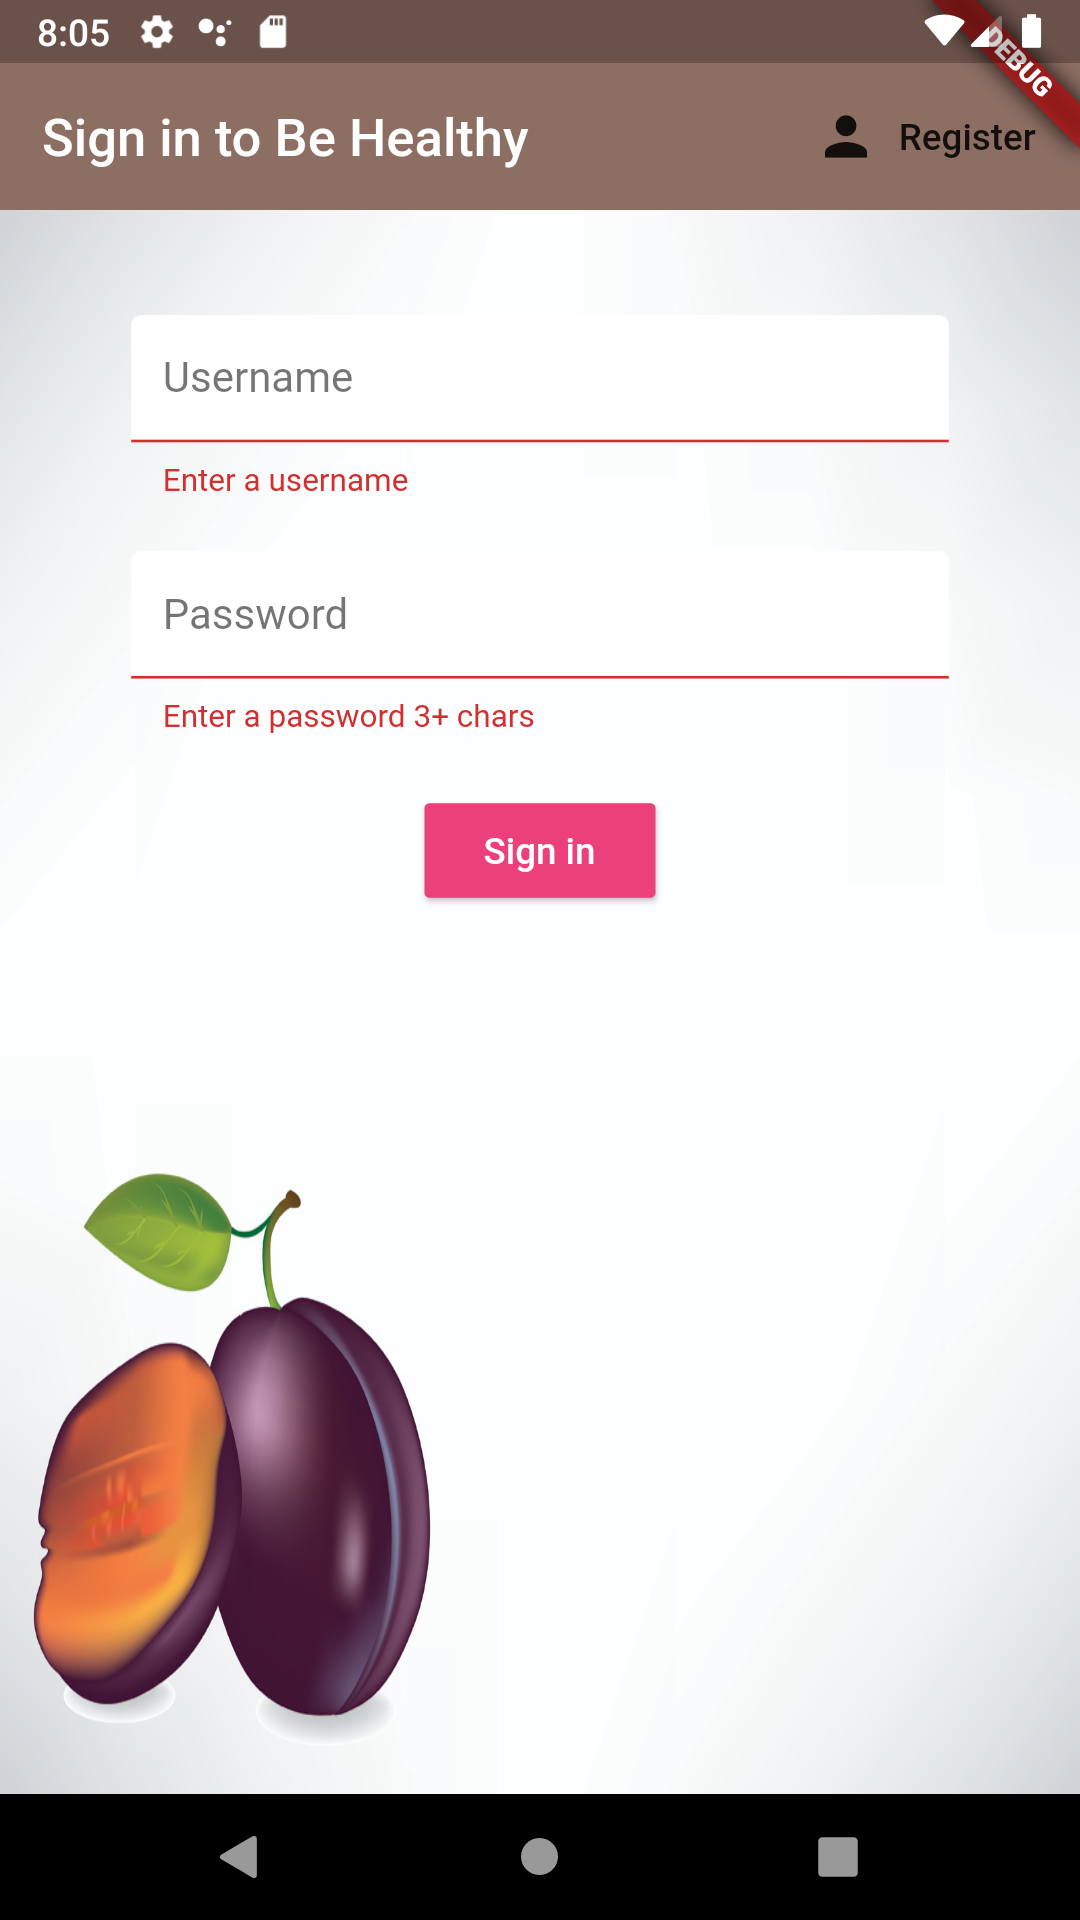 8:05
DEBUG
Sign in to Be Healthy
Register
Username
Enter a username
Password
Enter a password 3+ chars
Sign in